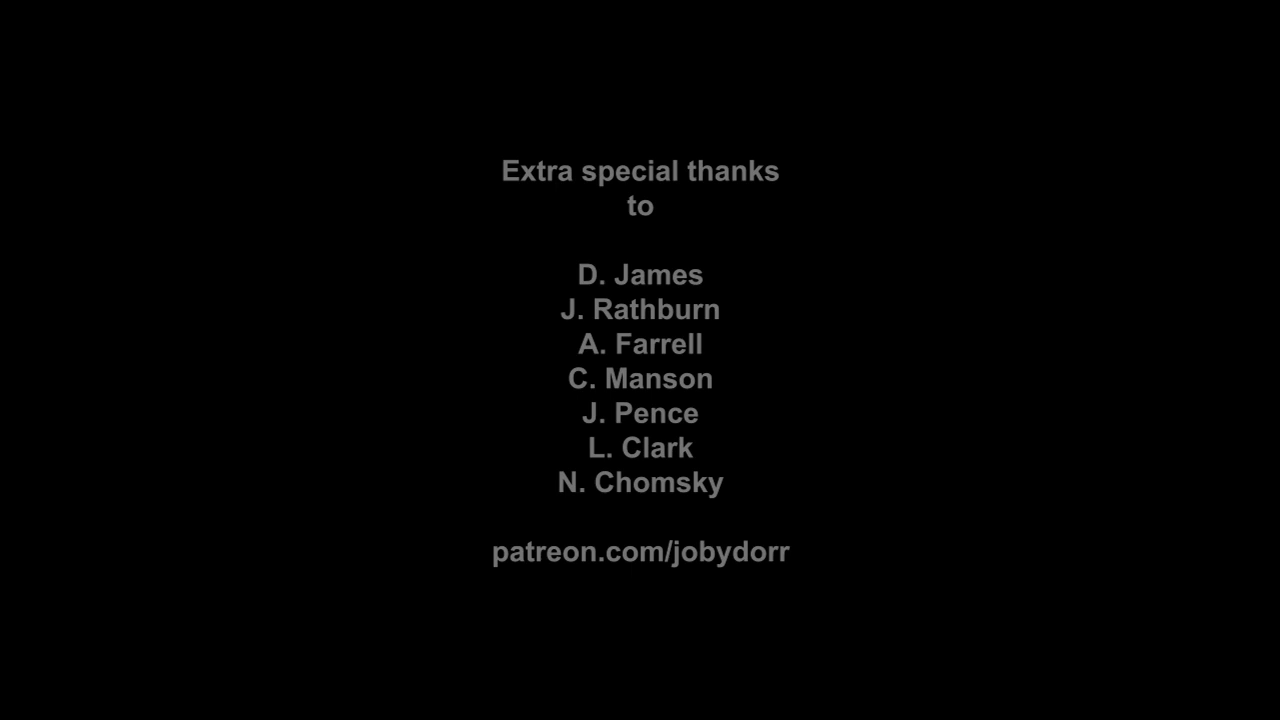 Extra special thanks
to
D. James
J. Rathburn
A. Farrell
C. Manson
J. Pence
L. Clark
N. Chomsky
patreon.com/jobydorr